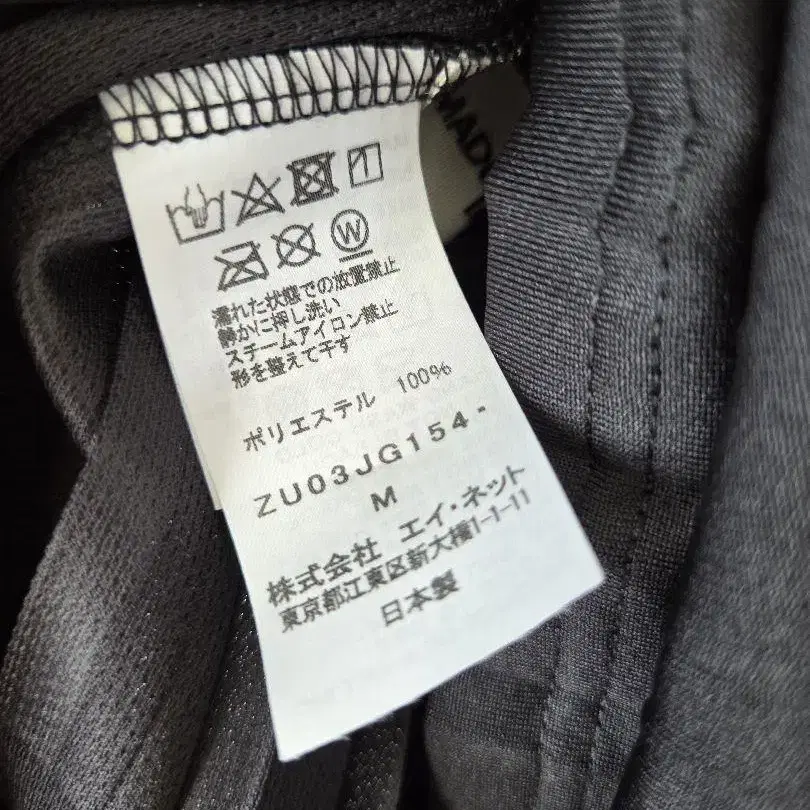 MAD
W
濡れた状態での放置禁止
静かに押し洗い
スチームアイロン禁止
形を整えて干す
ポリエステル 100%
ZU03JG154-
M
株式会社 エイ・ネット
東京都江東区新大橋1-1-11
日本製